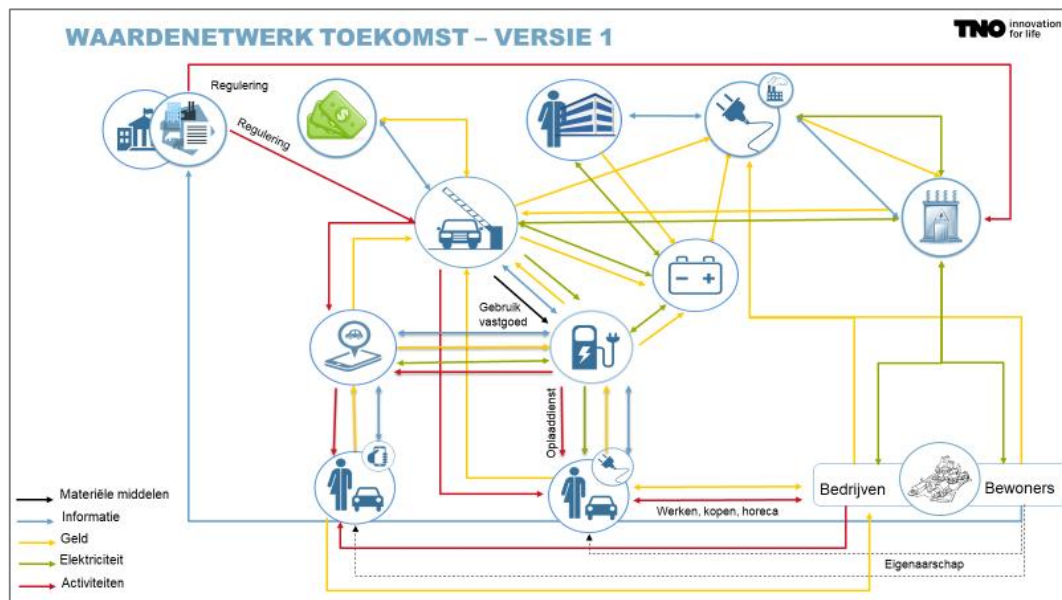 WAARDENETWERK TOEKOMST – VERSIE 1
TNO innovation
for life
Regulering
Regulering
Gebruik
vastgoed
Oplaaddienst
Materiële middelen
Informatie
Geld
Elektriciteit
Activiteiten
Bedrijven
Bewoners
Werken, kopen, horeca
Eigenaarschap